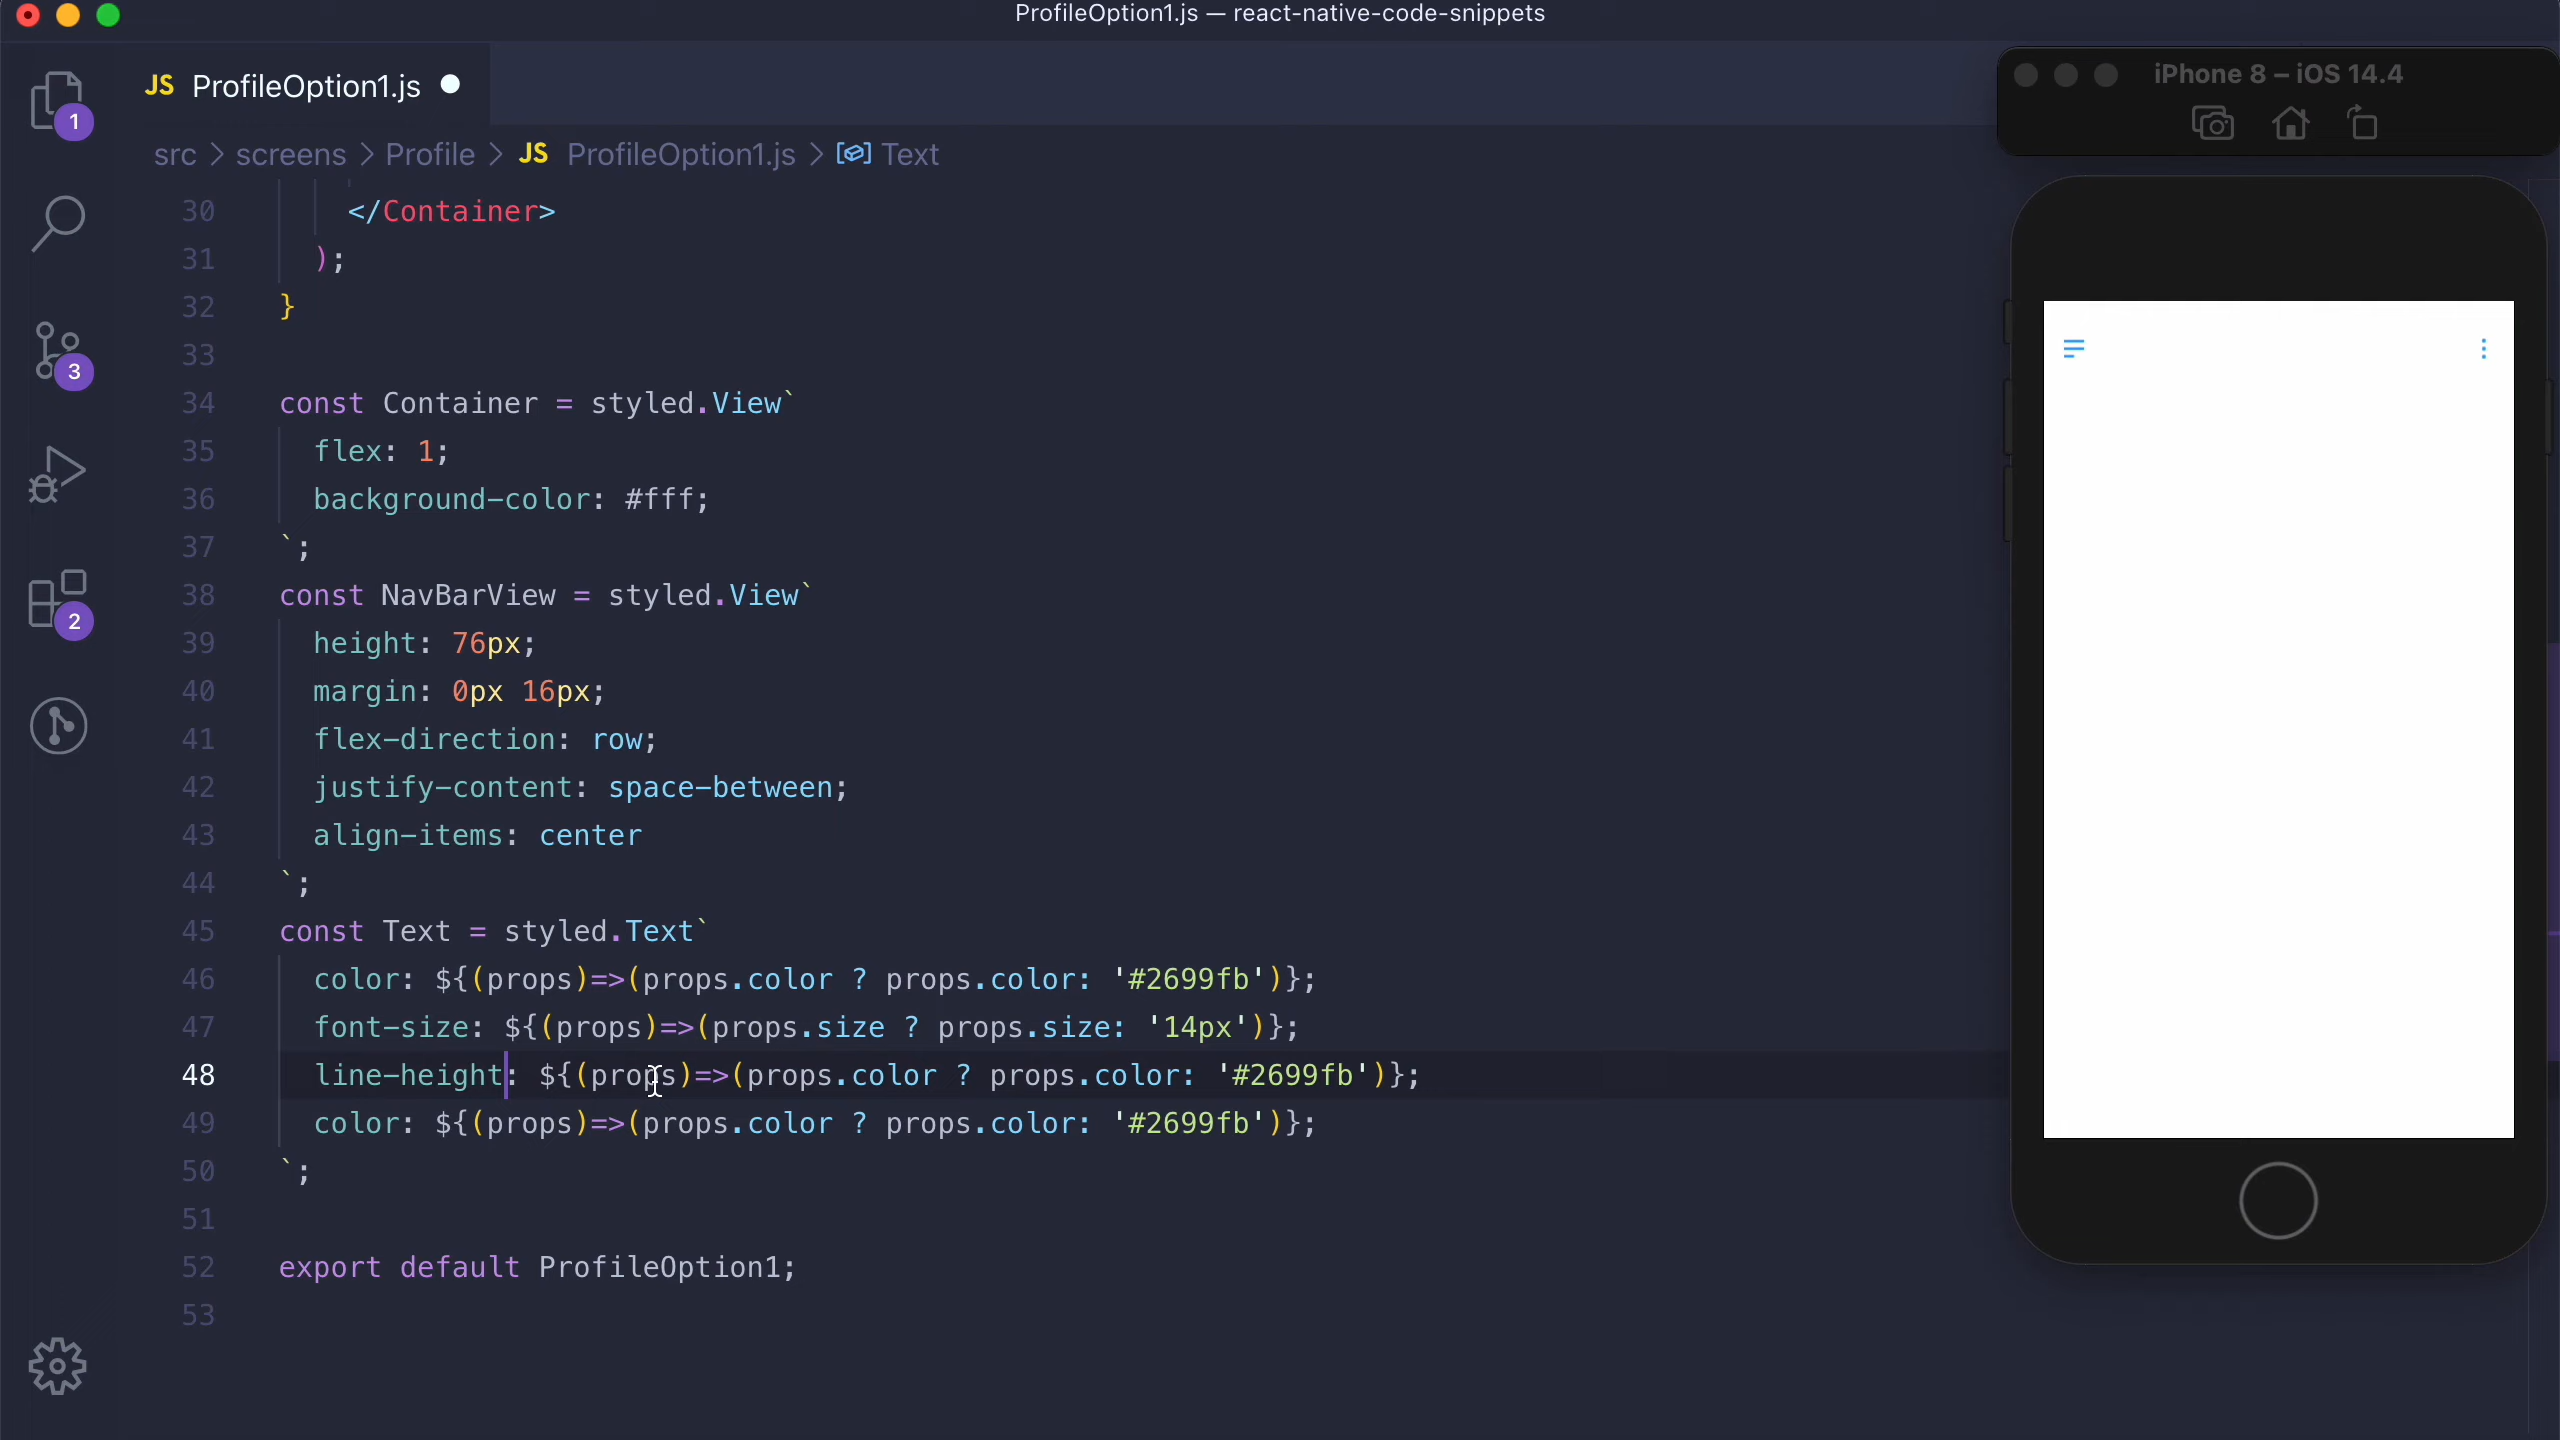 ProfileOption1.js — react-native-code-snippets
JS ProfileOption1.js
iPhone 8 – iOS 14.4
1
src > screens > Profile > JS ProfileOption1.js > Text
30 </Container>
31 );
32 }
33
34 const Container = styled.View`
35 flex: 1;
36 background-color: #fff;
37 `;
38 const NavBarView = styled.View`
39 height: 76px;
40 margin: 0px 16px;
41 flex-direction: row;
42 justify-content: space-between;
43 align-items: center
44 `;
45 const Text = styled.Text`
46 color: ${(props)=>(props.color ? props.color: '#2699fb')};
47 font-size: ${(props)=>(props.size ? props.size: '14px')};
48 line-height: ${(props)=>(props.color ? props.color: '#2699fb')};
49 color: ${(props)=>(props.color ? props.color: '#2699fb')};
50 `;
51
52 export default ProfileOption1;
53
3
2